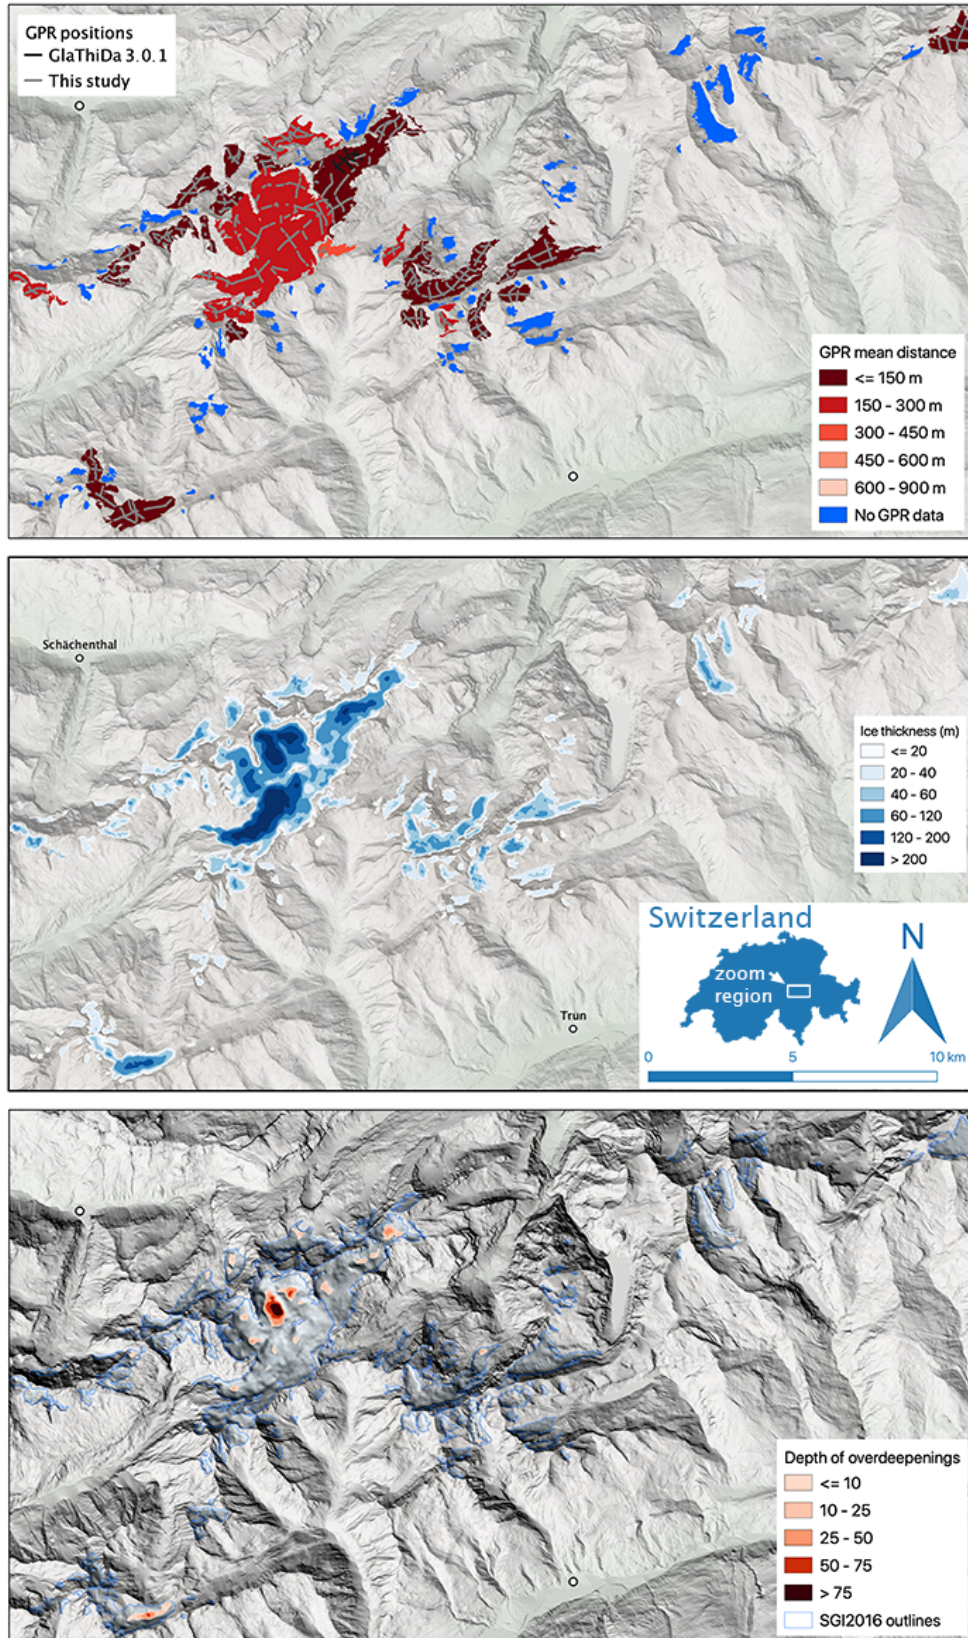 GPR positions
GlaThiDa 3.0.1
This study
GPR mean distance
<= 150 m
150 - 300 m
300 - 450 m
450 - 600 m
600 - 900 m
No GPR data
Schächenthal
Ice thickness (m)
<= 20
20 - 40
40 - 60
60 - 120
120 - 200
> 200
Switzerland
N
zoom
region
Trun
0 5 10 km
Depth of overdeepenings
<= 10
10 - 25
25 - 50
50 - 75
> 75
SGI2016 outlines